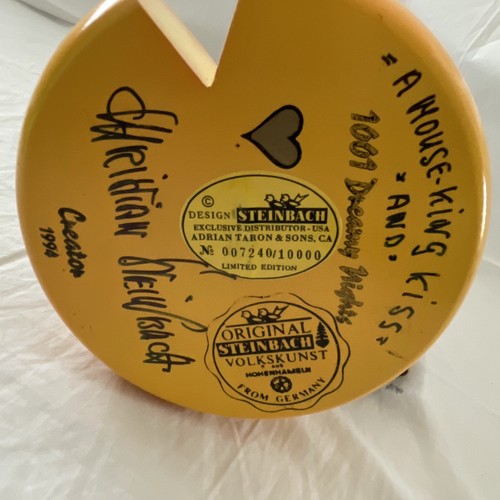 "A MOUSE-KING KISS"
"AND"
1001 Dreamy Nights
© DESIGN STEINBACH
EXCLUSIVE DISTRIBUTOR - USA
ADRIAN TARON & SONS, CA
№ 007240/10000
LIMITED EDITION
ORIGINAL
STEINBACH
VOLKSKUNST
HOHENHAMELN
FROM GERMANY
Christian Steinbach
Creator
1994